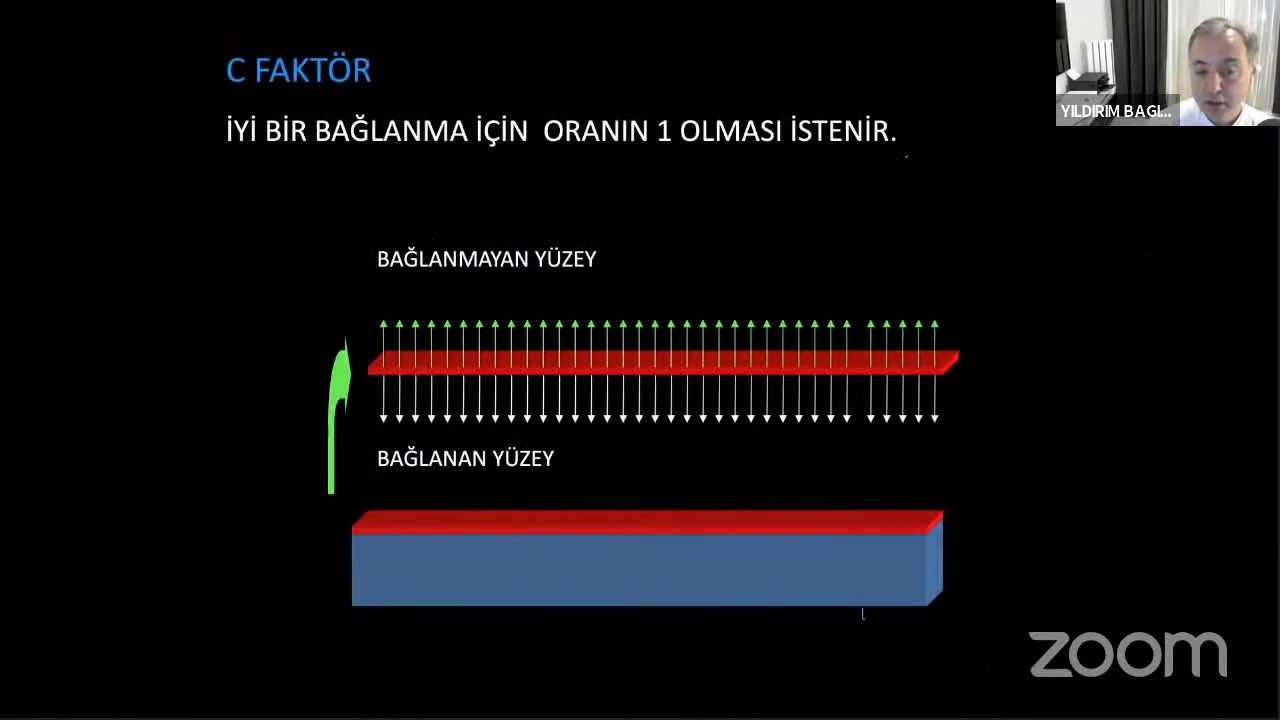 C FAKTÖR
YILDIRIM BAGI...
İYİ BİR BAĞLANMA İÇİN ORANIN 1 OLMASI İSTENİR.
BAĞLANMAYAN YÜZEY
BAĞLANAN YÜZEY
zoom